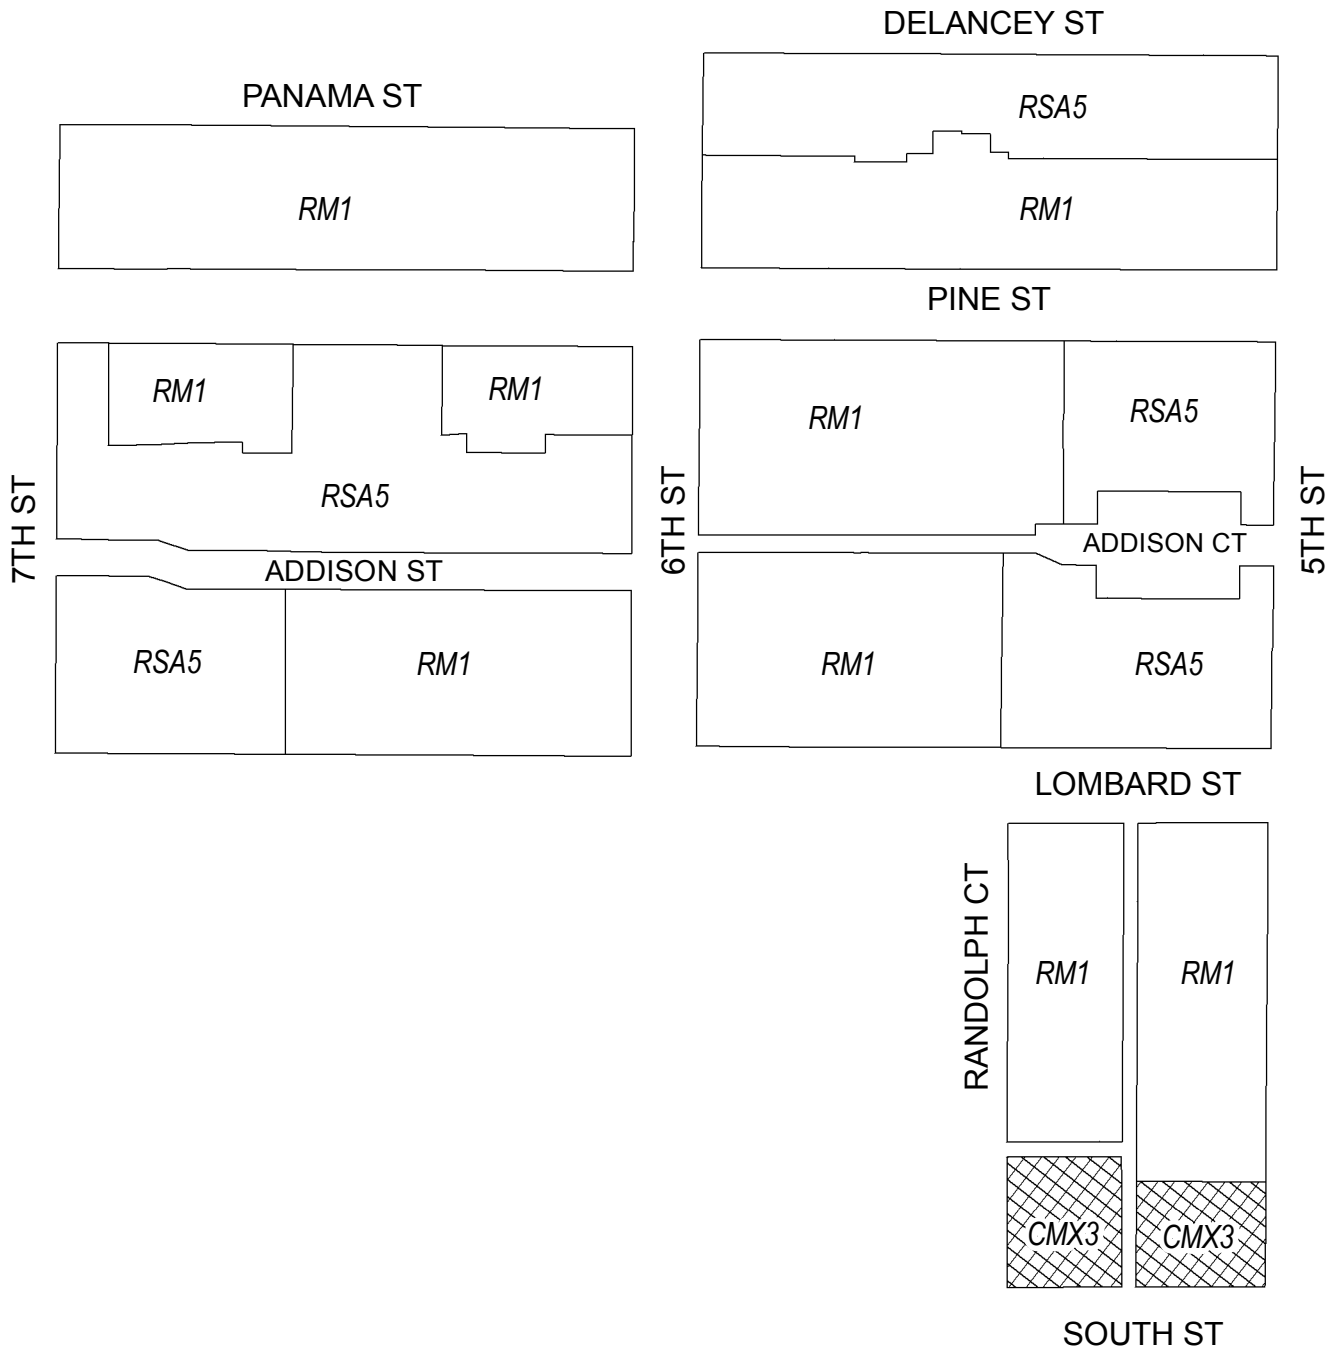 DELANCEY ST
PANAMA ST
RSA5
RM1
RM1
PINE ST
RM1
RM1
RM1
RSA5
RSA5
7TH ST
6TH ST
5TH ST
ADDISON ST
ADDISON CT
RSA5
RM1
RM1
RSA5
LOMBARD ST
RANDOLPH CT
RM1
RM1
CMX3
CMX3
SOUTH ST